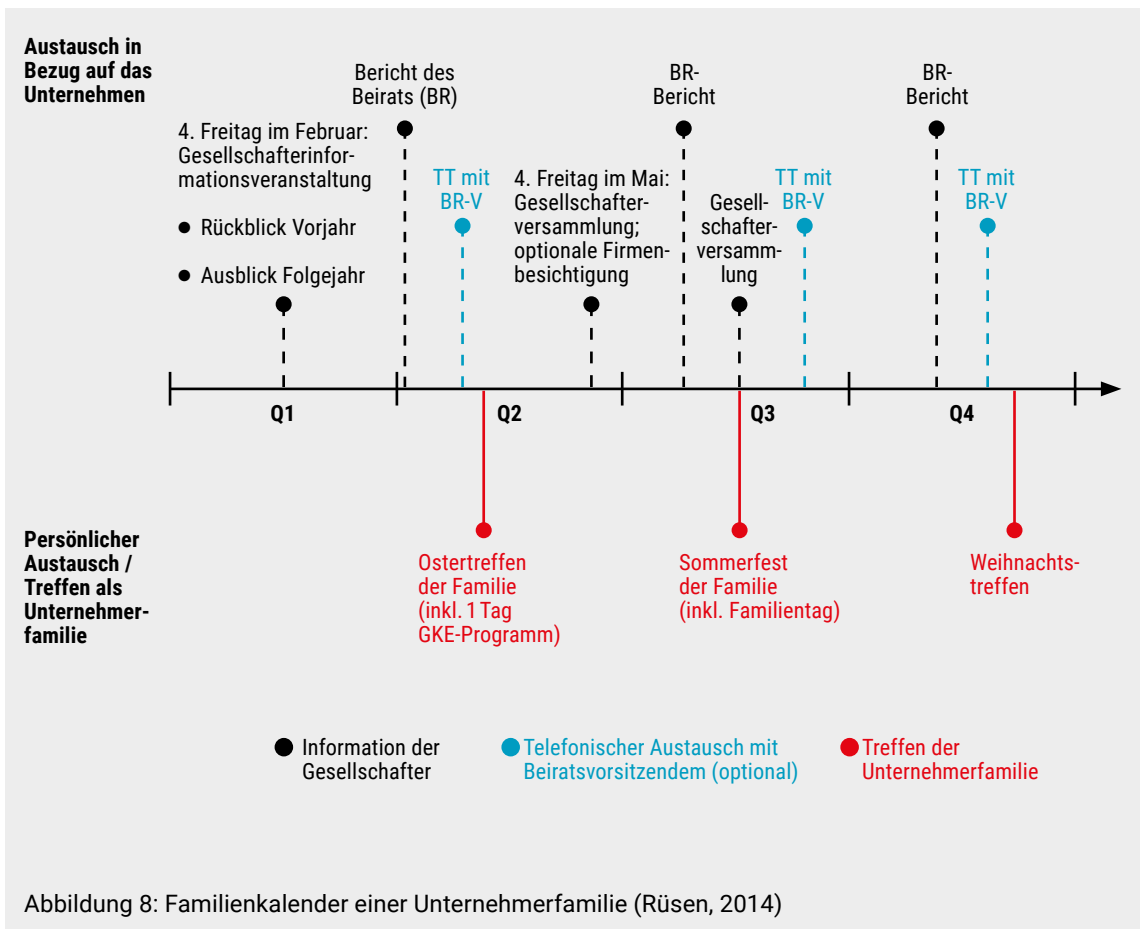 Austausch in
Bezug auf das
Unternehmen
Bericht des
Beirats (BR)
BR-
Bericht
BR-
Bericht
4. Freitag im Februar:
Gesellschafterinfor-
mationsveranstaltung
● Rückblick Vorjahr
● Ausblick Folgejahr
TT mit
BR-V
4. Freitag im Mai:
Gesellschafter-
versammlung;
optionale Firmen-
besichtigung
Gesell-
schafter-
versamm-
lung
TT mit
BR-V
TT mit
BR-V
Q1
Q2
Q3
Q4
Persönlicher
Austausch /
Treffen als
Unternehmer-
familie
Ostertreffen
der Familie
(inkl. 1 Tag
GKE-Programm)
Sommerfest
der Familie
(inkl. Familientag)
Weihnachts-
treffen
Information der
Gesellschafter
Telefonischer Austausch mit
Beiratsvorsitzendem (optional)
Treffen der
Unternehmerfamilie
Abbildung 8: Familienkalender einer Unternehmerfamilie (Rüsen, 2014)